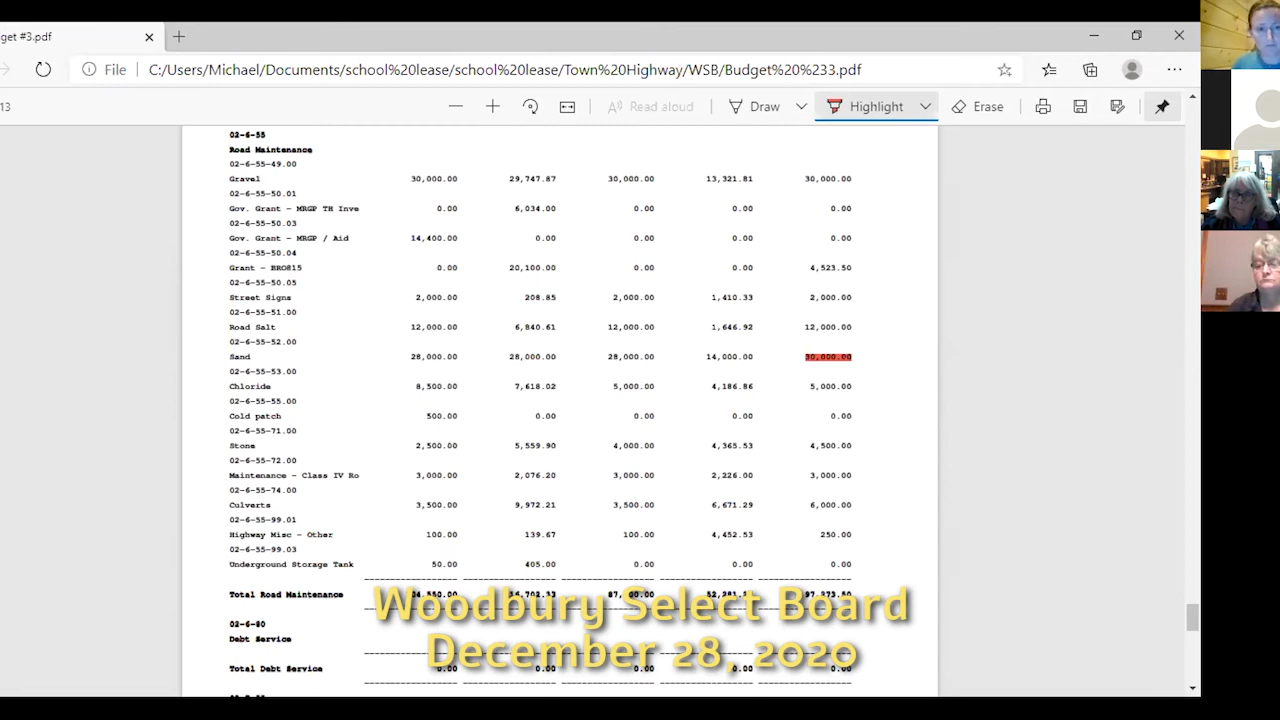 get #3.pdf
File C:/Users/Michael/Documents/school%20lease/school%20lease/Town%20Highway/WSB/Budget%20%233.pdf
13 Read aloud Draw Highlight Erase
02-6-55
Road Maintenance
02-6-55-49.00
Gravel 30,000.00 29,747.87 30,000.00 13,321.81 30,000.00
02-6-55-50.01
Gov. Grant - MRGP TH Inve 0.00 6,034.00 0.00 0.00 0.00
02-6-55-50.03
Gov. Grant - MRGP / Aid 14,400.00 0.00 0.00 0.00 0.00
02-6-55-50.04
Grant - BRO815 0.00 20,100.00 0.00 0.00 4,523.50
02-6-55-50.05
Street Signs 2,000.00 208.85 2,000.00 1,410.33 2,000.00
02-6-55-51.00
Road Salt 12,000.00 6,840.61 12,000.00 1,646.92 12,000.00
02-6-55-52.00
Sand 28,000.00 28,000.00 28,000.00 14,000.00 30,000.00
02-6-55-53.00
Chloride 8,500.00 7,618.02 5,000.00 4,186.86 5,000.00
02-6-55-55.00
Cold patch 500.00 0.00 0.00 0.00 0.00
02-6-55-71.00
Stone 2,500.00 5,559.90 4,000.00 4,365.53 4,500.00
02-6-55-72.00
Maintenance - Class IV Ro 3,000.00 2,076.20 3,000.00 2,226.00 3,000.00
02-6-55-74.00
Culverts 3,500.00 9,972.21 3,500.00 6,671.29 6,000.00
02-6-55-99.01
Highway Misc - Other 100.00 139.67 100.00 4,452.53 250.00
02-6-55-99.03
Underground Storage Tank 50.00 405.00 0.00 0.00 0.00
Total Road Maintenance
Woodbury Select Board
02-6-80
Debt Service
December 28, 2020
Total Debt Service 0.00 0.00 0.00 0.00 0.00